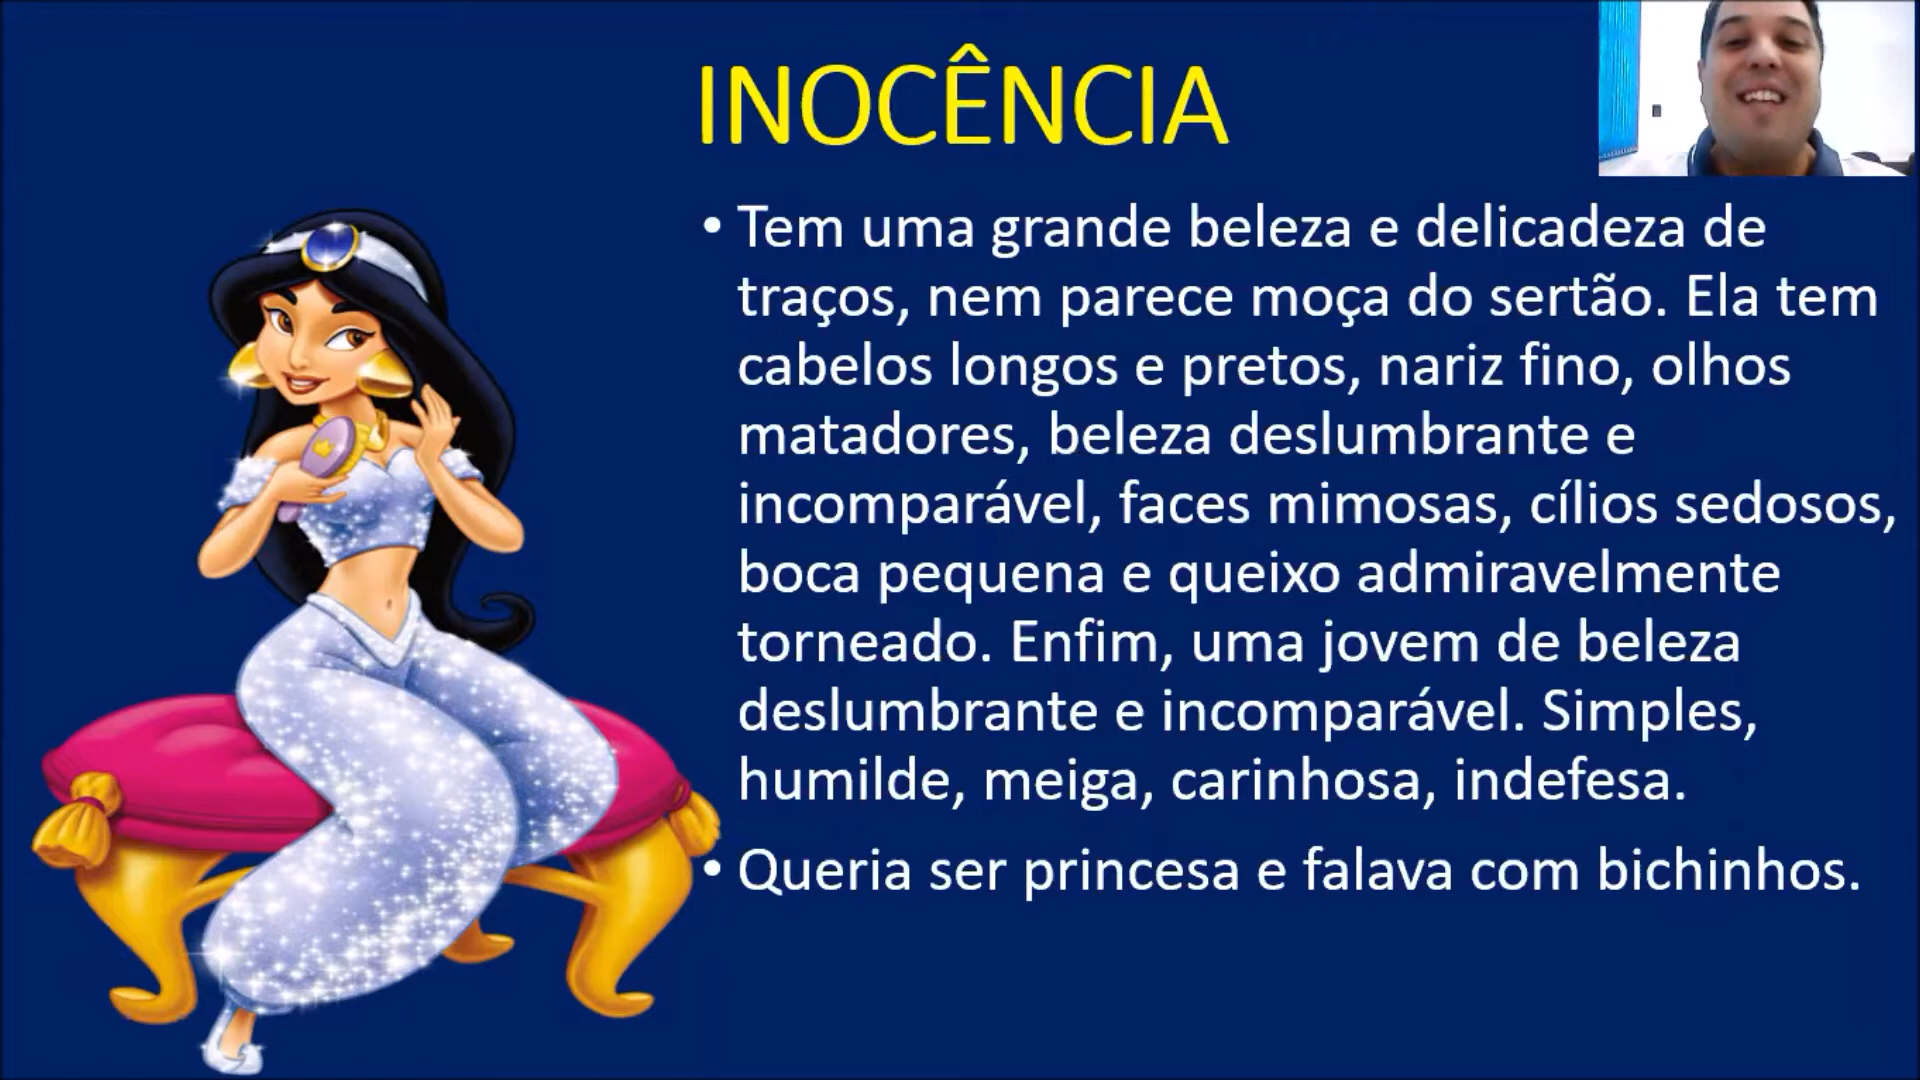 INOCÊNCIA
• Tem uma grande beleza e delicadeza de
traços, nem parece moça do sertão. Ela tem
cabelos longos e pretos, nariz fino, olhos
matadores, beleza deslumbrante e
incomparável, faces mimosas, cílios sedosos,
boca pequena e queixo admiravelmente
torneado. Enfim, uma jovem de beleza
deslumbrante e incomparável. Simples,
humilde, meiga, carinhosa, indefesa.
• Queria ser princesa e falava com bichinhos.